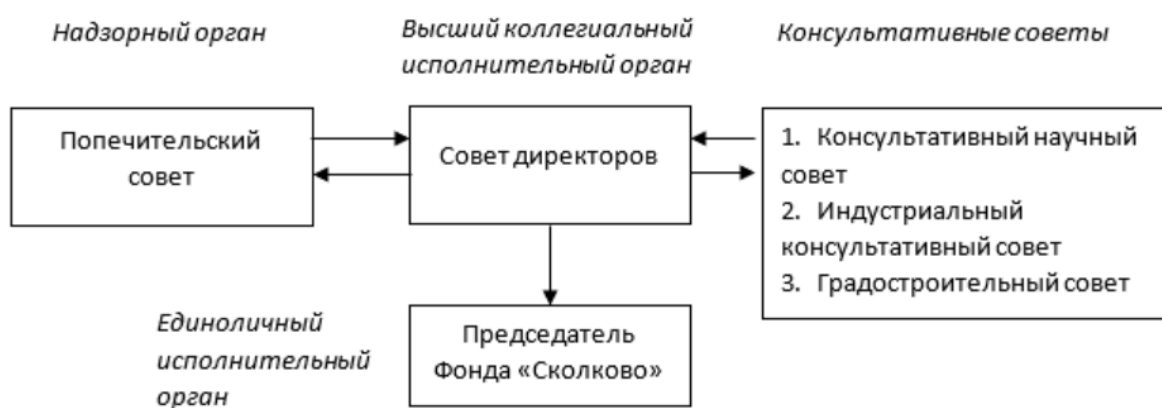 Надзорный орган
Высший коллегиальный
исполнительный орган
Консультативные советы
Попечительский
совет
Совет директоров
1. Консультативный научный
совет
2. Индустриальный
консультативный совет
3. Градостроительный совет
Единоличный
исполнительный
орган
Председатель
Фонда «Сколково»